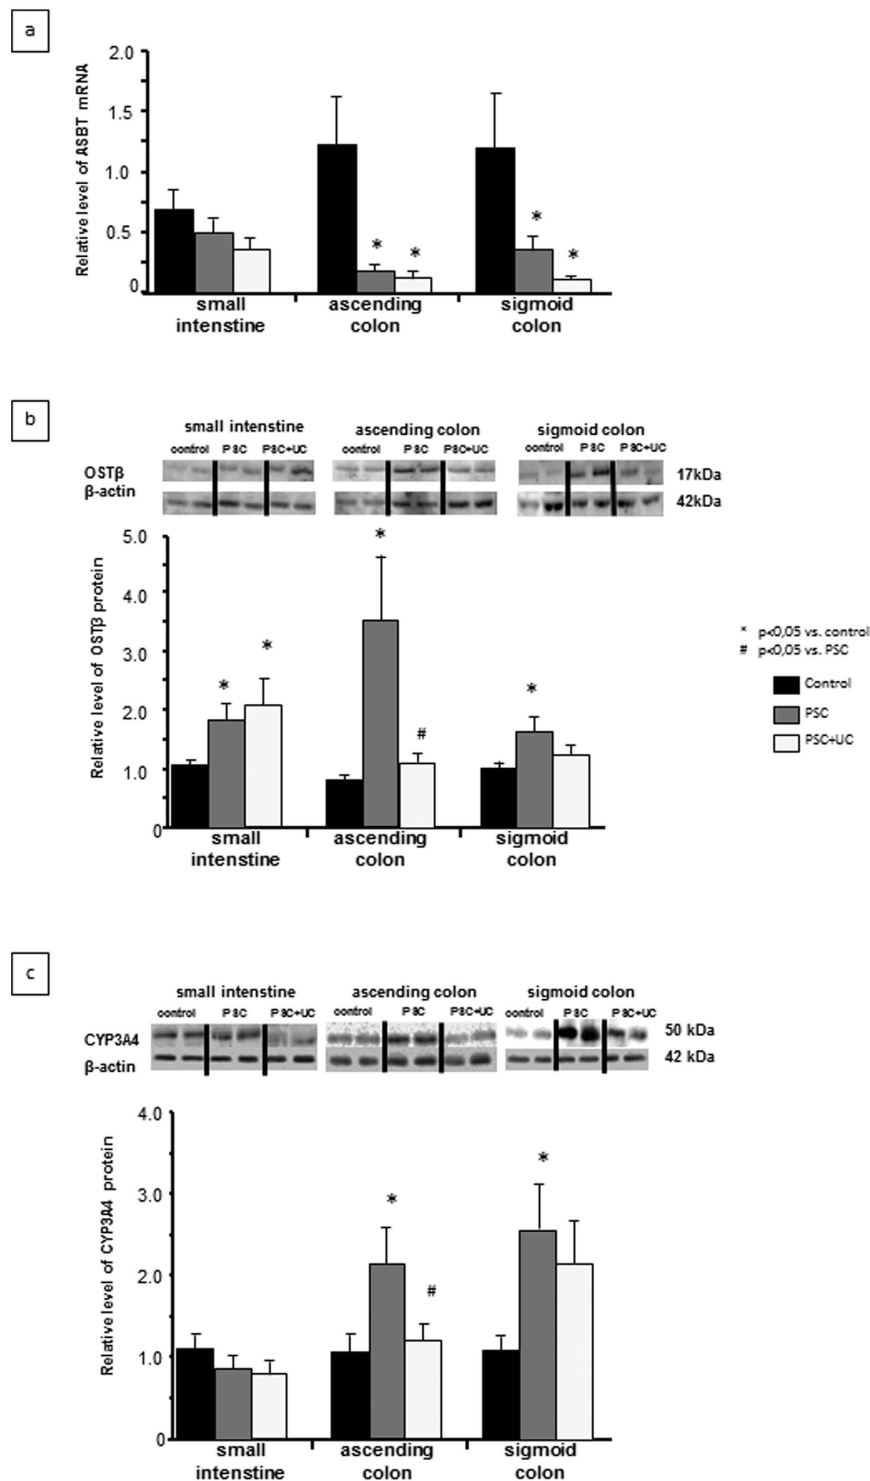 a
Relative level of ASBT mRNA
2.0
1.5
1.0
0.5
0
*
*
*
*
small
intenstine
ascending
colon
sigmoid
colon
b
small intenstine
ascending colon
sigmoid colon
control PSC PSC+UC
control PSC PSC+UC
control PSC PSC+UC
OSTβ
17kDa
β-actin
42kDa
Relative level of OSTβ protein
5.0
4.0
3.0
2.0
1.0
0
*
*
*
#
*
small
intenstine
ascending
colon
sigmoid
colon
* p<0,05 vs. control
# p<0,05 vs. PSC
Control
PSC
PSC+UC
c
small intenstine
ascending colon
sigmoid colon
control PSC PSC+UC
control PSC PSC+UC
control PSC PSC+UC
CYP3A4
50 kDa
β-actin
42 kDa
Relative level of CYP3A4 protein
4.0
3.0
2.0
1.0
0
*
#
*
small
intenstine
ascending
colon
sigmoid
colon